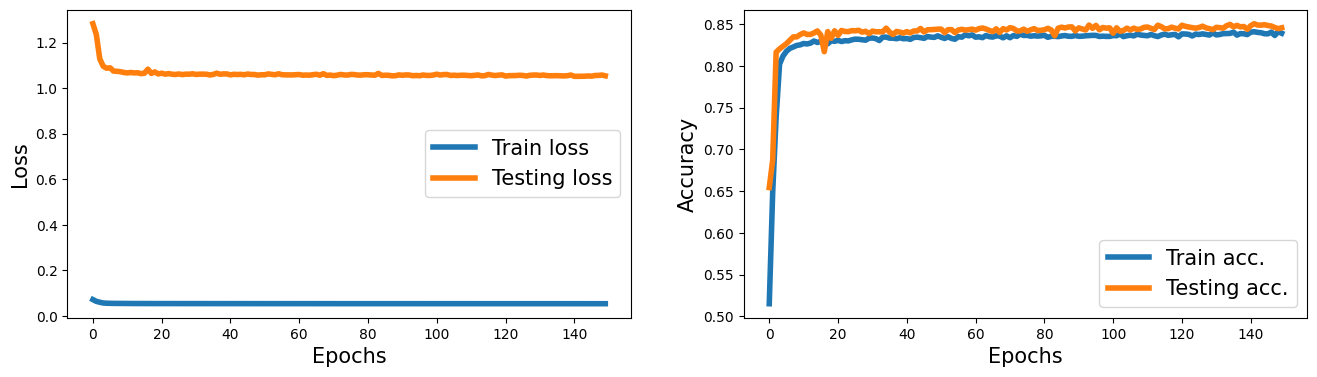 1.2
1.0
0.8
0.6
0.4
0.2
0.0
Loss
Train loss
Testing loss
0 20 40 60 80 100 120 140
Epochs
0.85
0.80
0.75
0.70
0.65
0.60
0.55
0.50
Accuracy
Train acc.
Testing acc.
0 20 40 60 80 100 120 140
Epochs